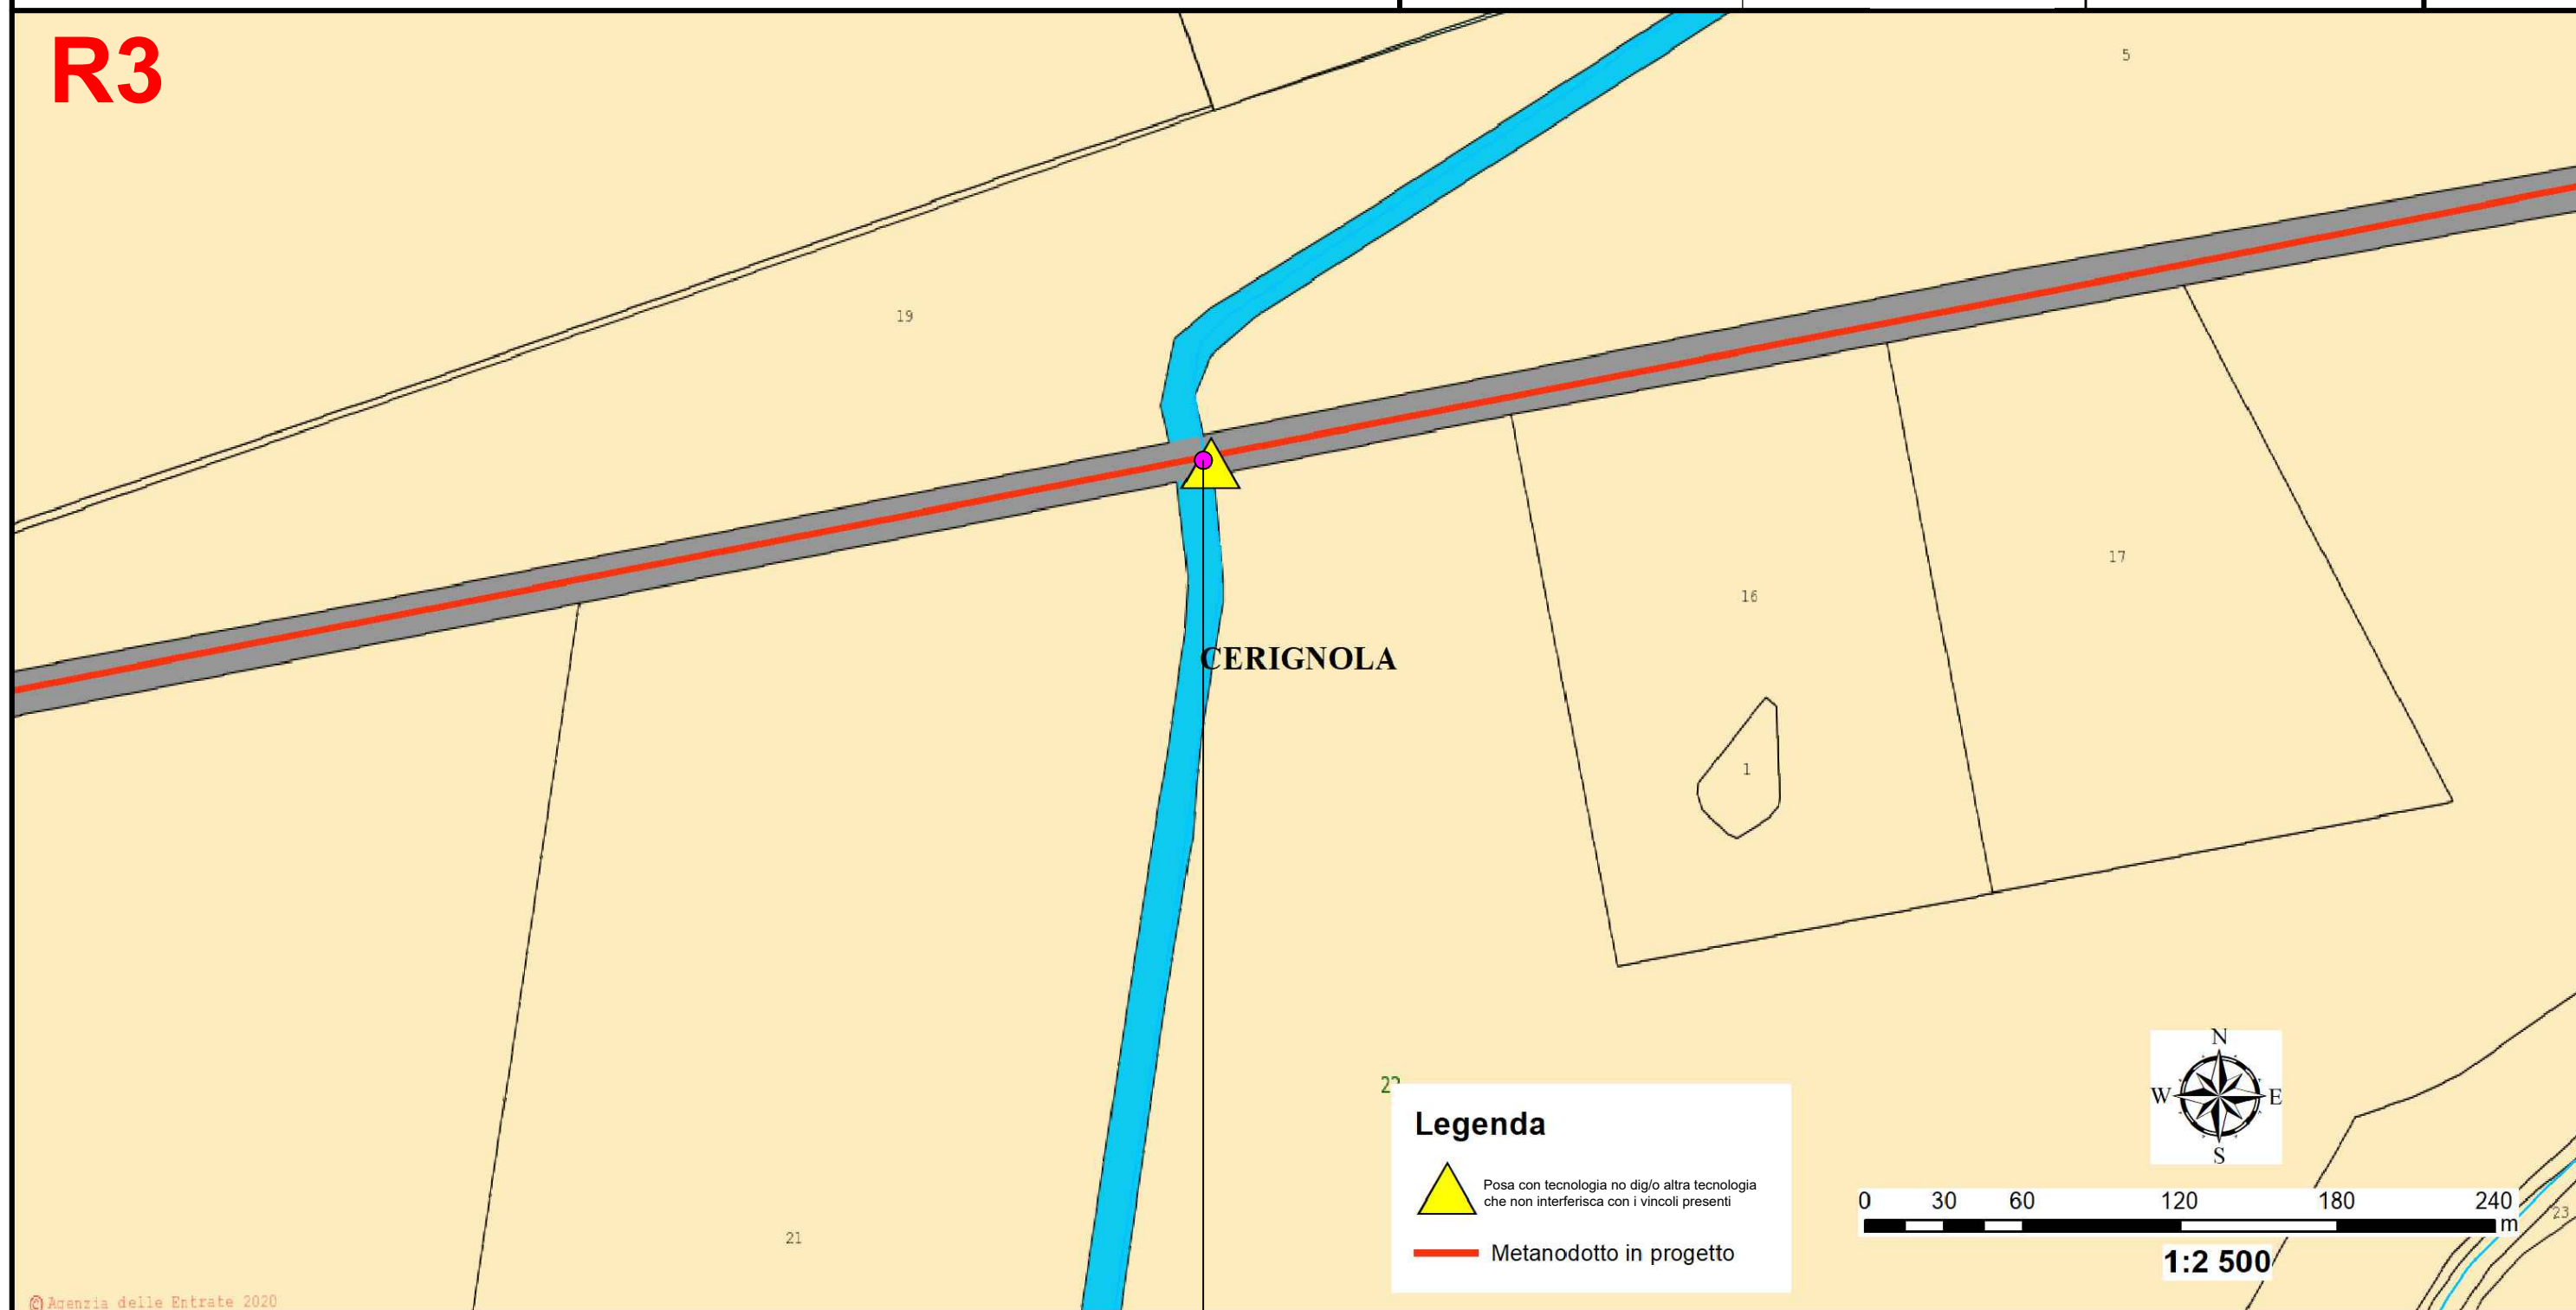 R3
5
19
17
16
CERIGNOLA
1
22
N
W E
S
Legenda
Posa con tecnologia no dig/o altra tecnologia
che non interferisca con i vincoli presenti
Metanodotto in progetto
0 30 60 120 180 240
m
1:2 500
23
21
© Agenzia delle Entrate 2020